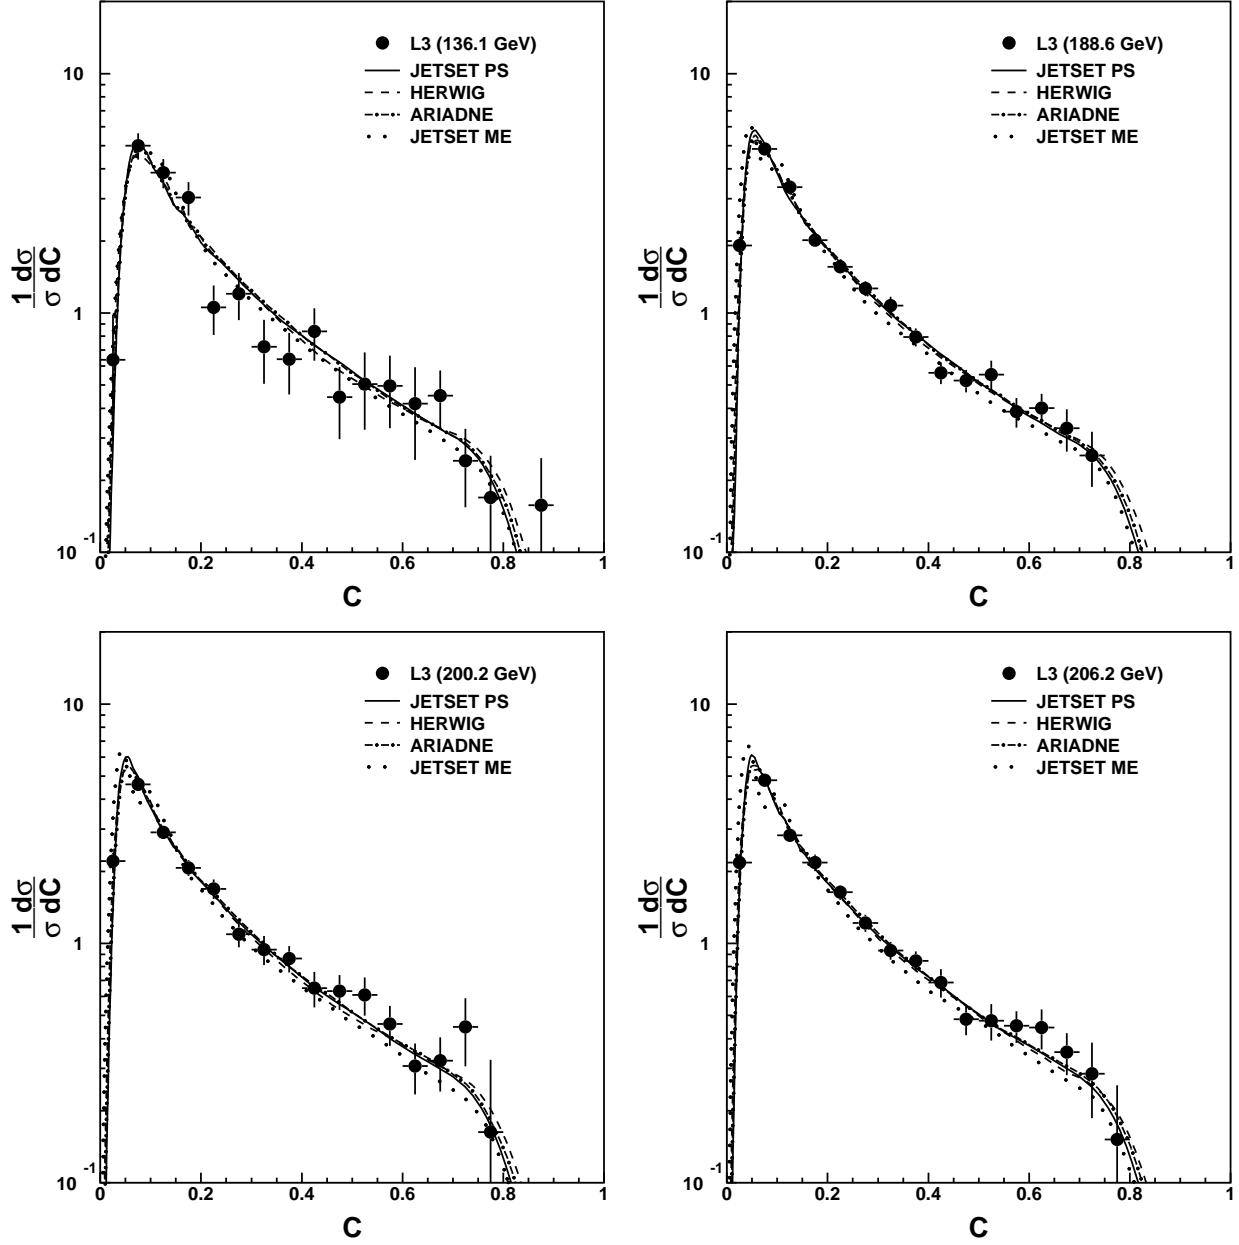 L3 (136.1 GeV)
JETSET PS
HERWIG
ARIADNE
JETSET ME
10
1
10 -1
1 dσ
σ dC
0 0.2 0.4 0.6 0.8 1
C
L3 (188.6 GeV)
JETSET PS
HERWIG
ARIADNE
JETSET ME
10
1
10 -1
1 dσ
σ dC
0 0.2 0.4 0.6 0.8 1
C
L3 (200.2 GeV)
JETSET PS
HERWIG
ARIADNE
JETSET ME
10
1
10 -1
1 dσ
σ dC
0 0.2 0.4 0.6 0.8 1
C
L3 (206.2 GeV)
JETSET PS
HERWIG
ARIADNE
JETSET ME
10
1
10 -1
1 dσ
σ dC
0 0.2 0.4 0.6 0.8 1
C